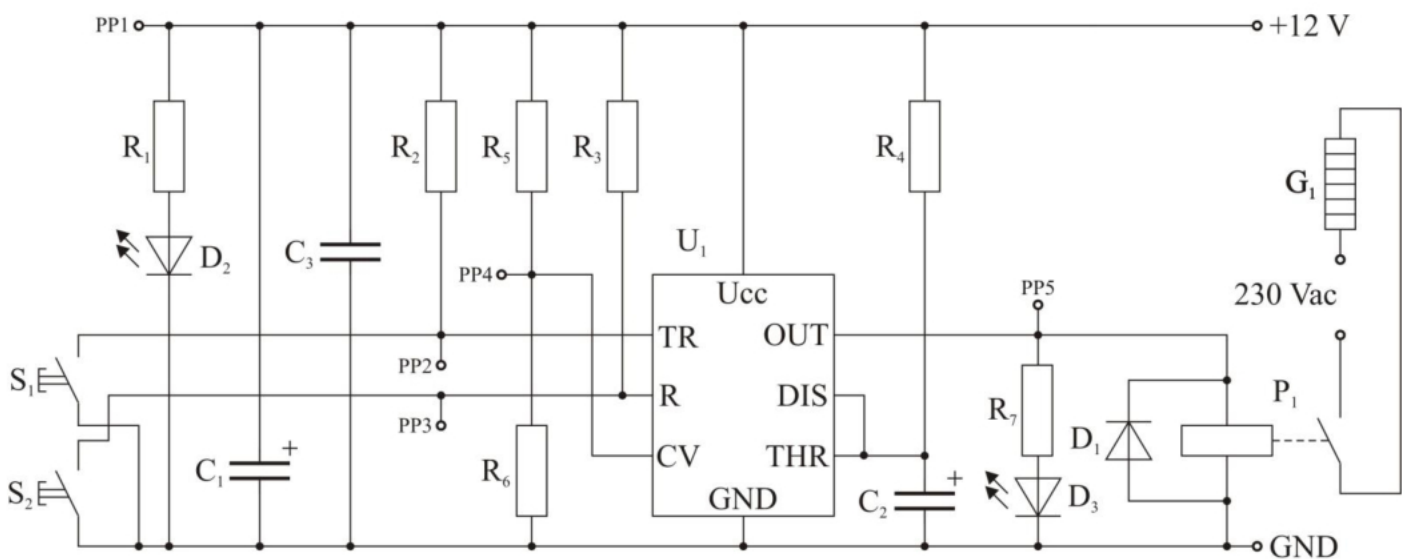 PP1 +12 V
R₁ R₂ R₅ R₃ R₄
G₁
D₂ C₃ U₁
PP4 Ucc PP5 230 Vac
TR OUT
PP2
S₁ R DIS R₇ P₁
PP3 D₁
C₁ + R₆ CV THR
S₂ GND C₂ + D₃
GND